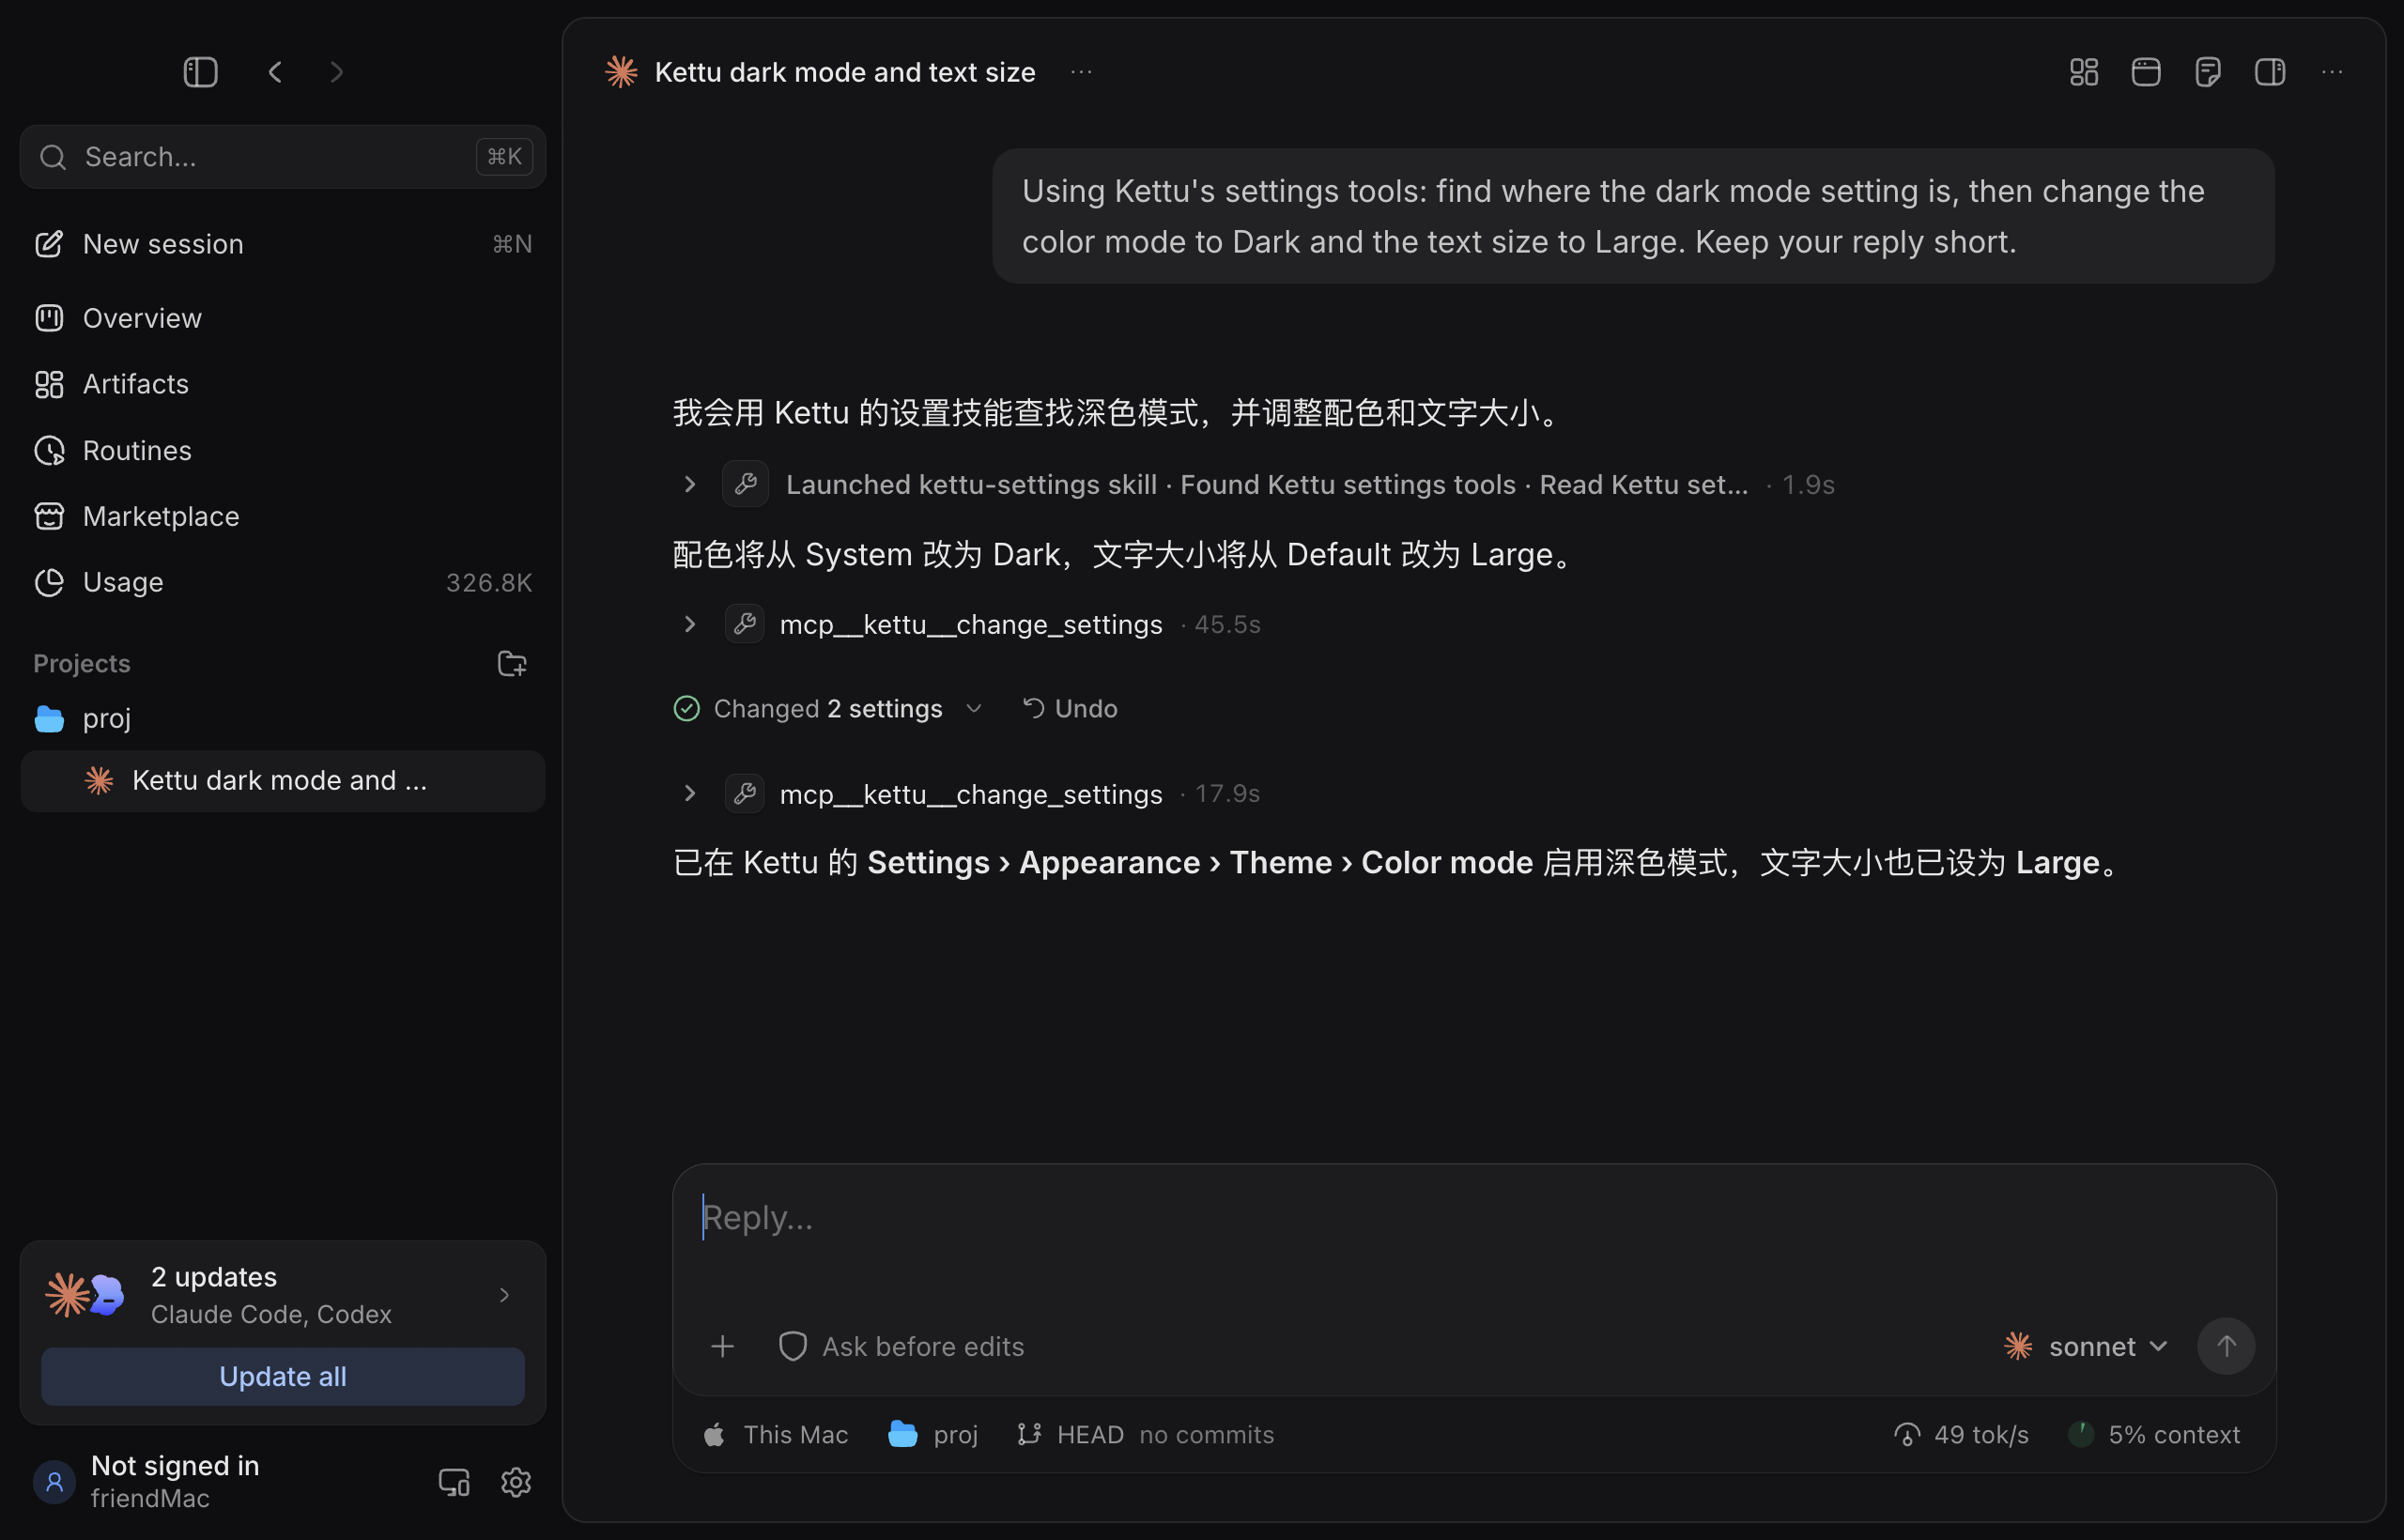 Search...
⌘K
New session
⌘N
Overview
Artifacts
Routines
Marketplace
Usage
326.8K
Projects
proj
Kettu dark mode and ...
2 updates
Claude Code, Codex
Update all
Not signed in
friendMac
Kettu dark mode and text size
Using Kettu's settings tools: find where the dark mode setting is, then change the
color mode to Dark and the text size to Large. Keep your reply short.
我会用 Kettu 的设置技能查找深色模式，并调整配色和文字大小。
Launched kettu-settings skill · Found Kettu settings tools · Read Kettu set... · 1.9s
配色将从 System 改为 Dark，文字大小将从 Default 改为 Large。
mcp__kettu__change_settings · 45.5s
Changed 2 settings
Undo
mcp__kettu__change_settings · 17.9s
已在 Kettu 的 Settings › Appearance › Theme › Color mode 启用深色模式，文字大小也已设为 Large。
Reply...
Ask before edits
sonnet
This Mac
proj
HEAD no commits
49 tok/s
5% context